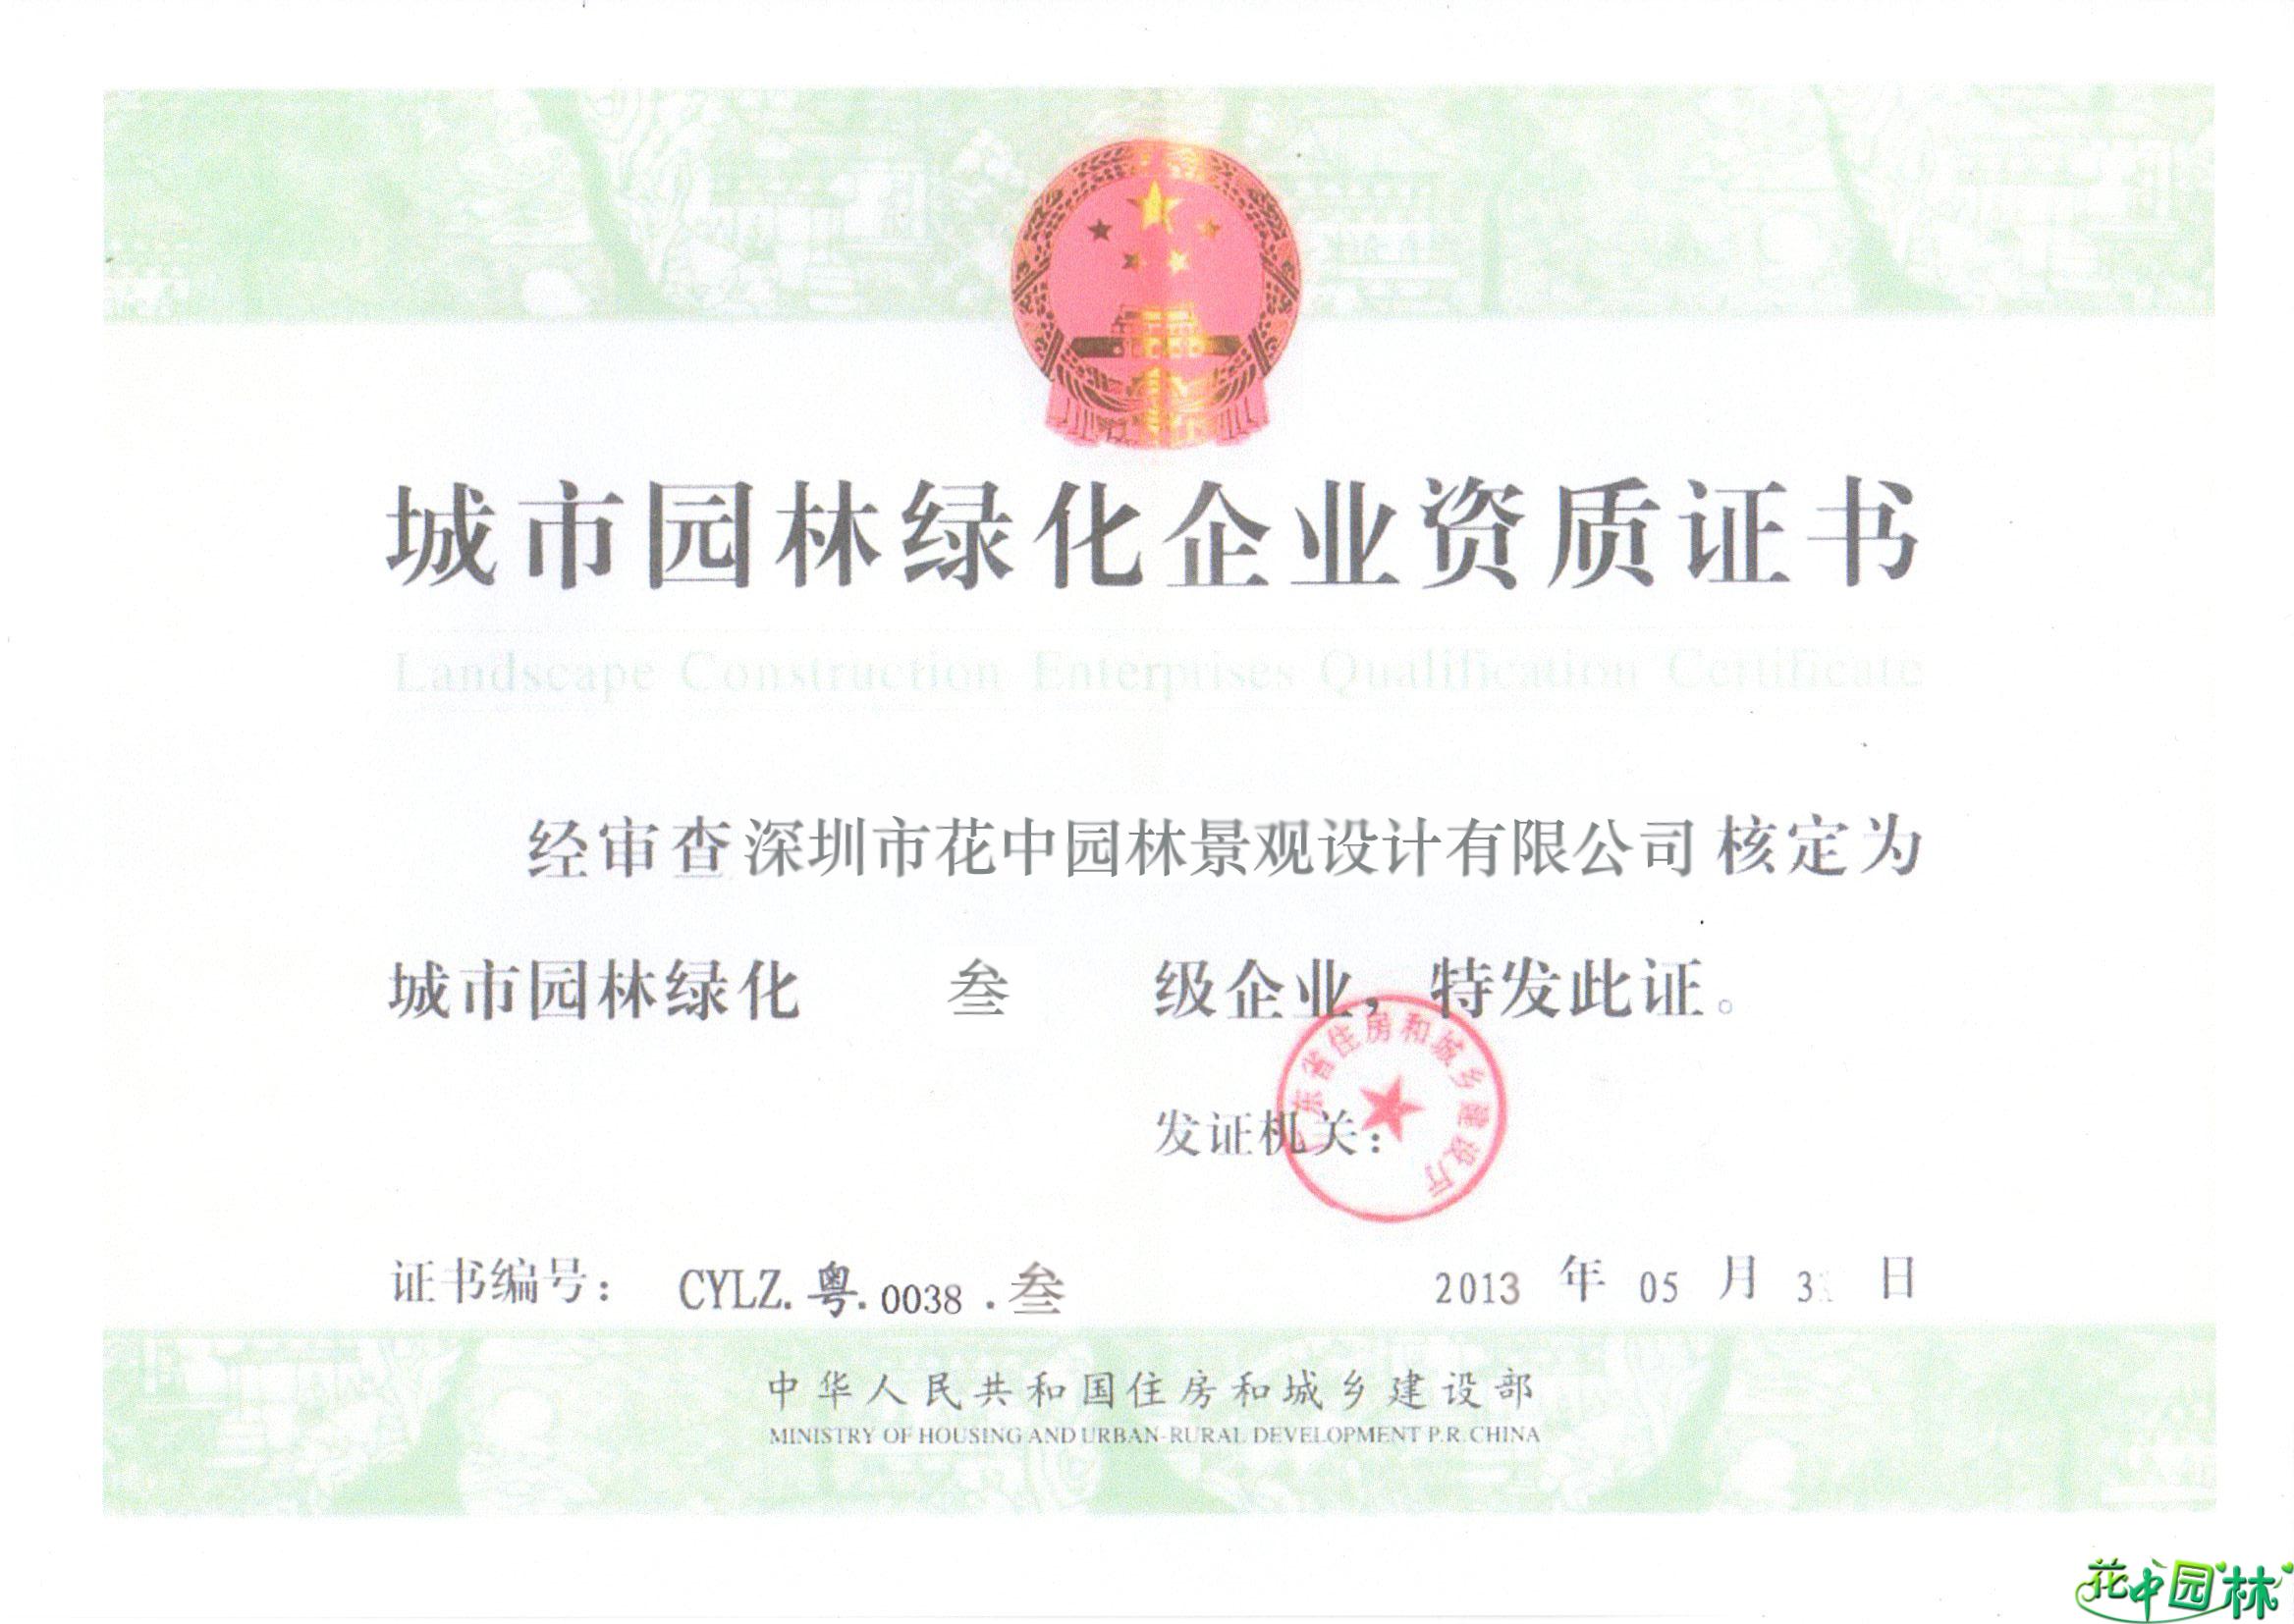 城市园林绿化企业资质证书
Landscape Construction Enterprises Qualification Certificate
经审查深圳市花中园林景观设计有限公司核定为
城市园林绿化 叁 级企业，特发此证。
广东省住房和城乡建设厅
发证机关：
证书编号： CYLZ.粤.0038.叁
2013 年 05 月 3 日
中华人民共和国住房和城乡建设部
MINISTRY OF HOUSING AND URBAN-RURAL DEVELOPMENT P.R.CHINA
花中园林